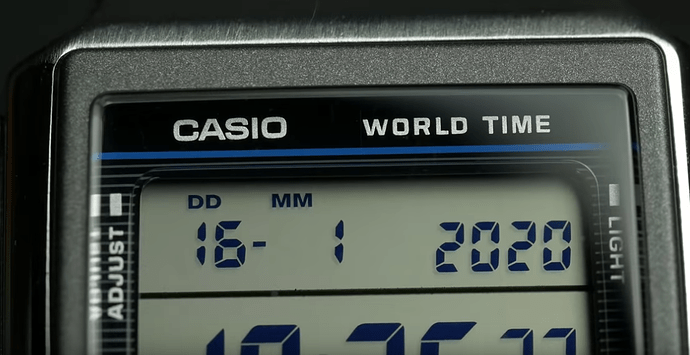 CASIO WORLD TIME
DD MM
16- 1 2020
ADJUST
LIGHT